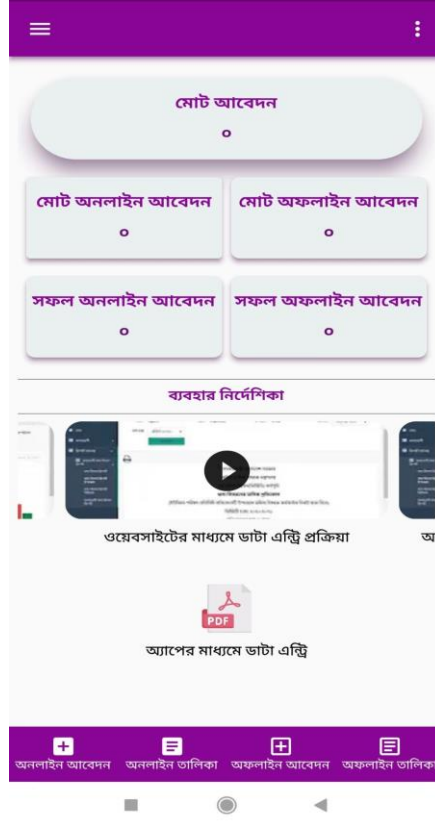 মোট আবেদন
০
মোট অনলাইন আবেদন
০
মোট অফলাইন আবেদন
০
সফল অনলাইন আবেদন
০
সফল অফলাইন আবেদন
০
ব্যবহার নির্দেশিকা
ওয়েবসাইটের মাধ্যমে ডাটা এন্ট্রি প্রক্রিয়া
অ
PDF
অ্যাপের মাধ্যমে ডাটা এন্ট্রি
অনলাইন আবেদন
অনলাইন তালিকা
অফলাইন আবেদন
অফলাইন তালিকা